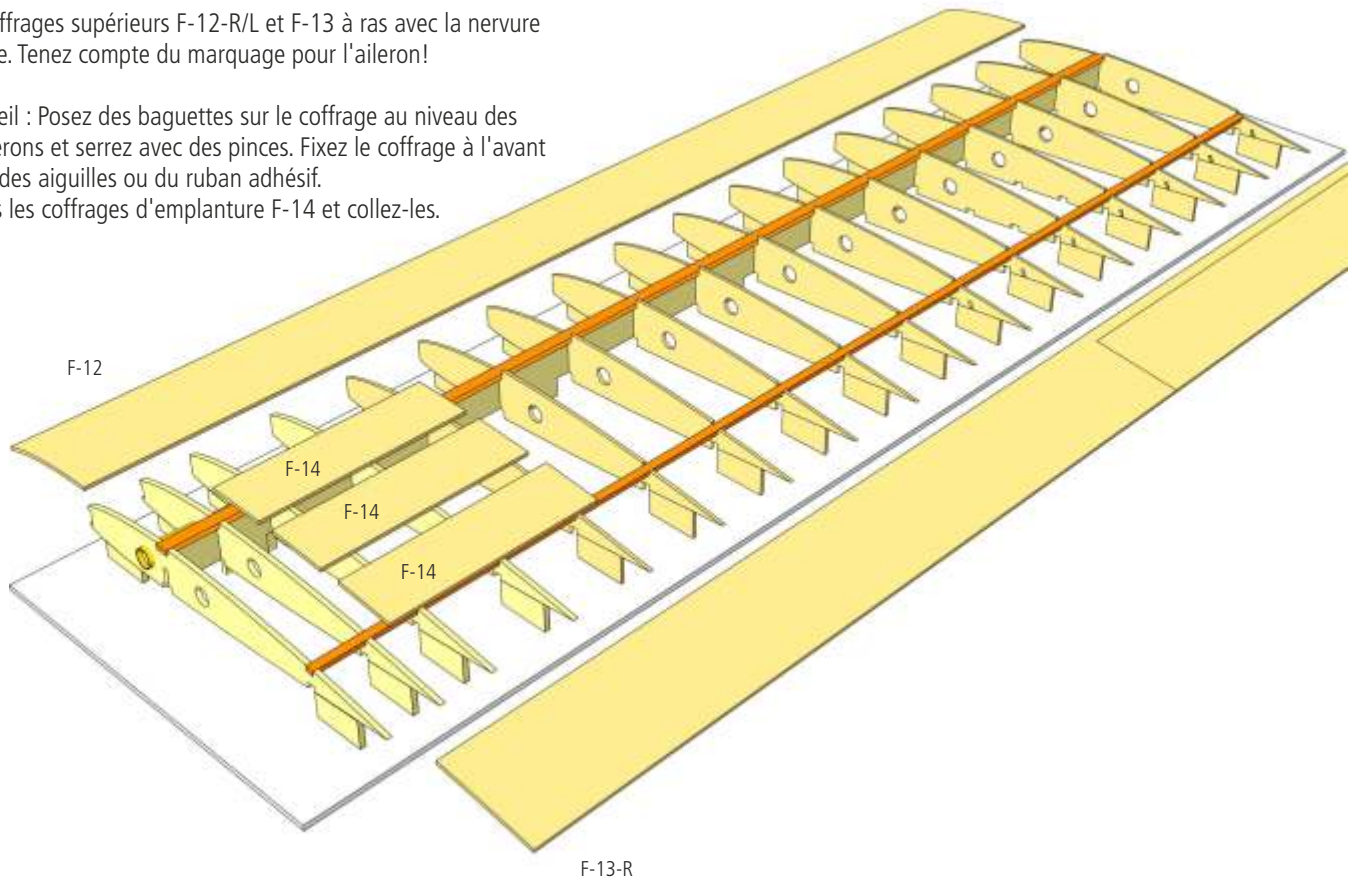 ffrages supérieurs F-12-R/L et F-13 à ras avec la nervure
e. Tenez compte du marquage pour l'aileron!
eil : Posez des baguettes sur le coffrage au niveau des
erons et serrez avec des pinces. Fixez le coffrage à l'avant
des aiguilles ou du ruban adhésif.
s les coffrages d'emplanture F-14 et collez-les.
F-12
F-14
F-14
F-14
F-13-R